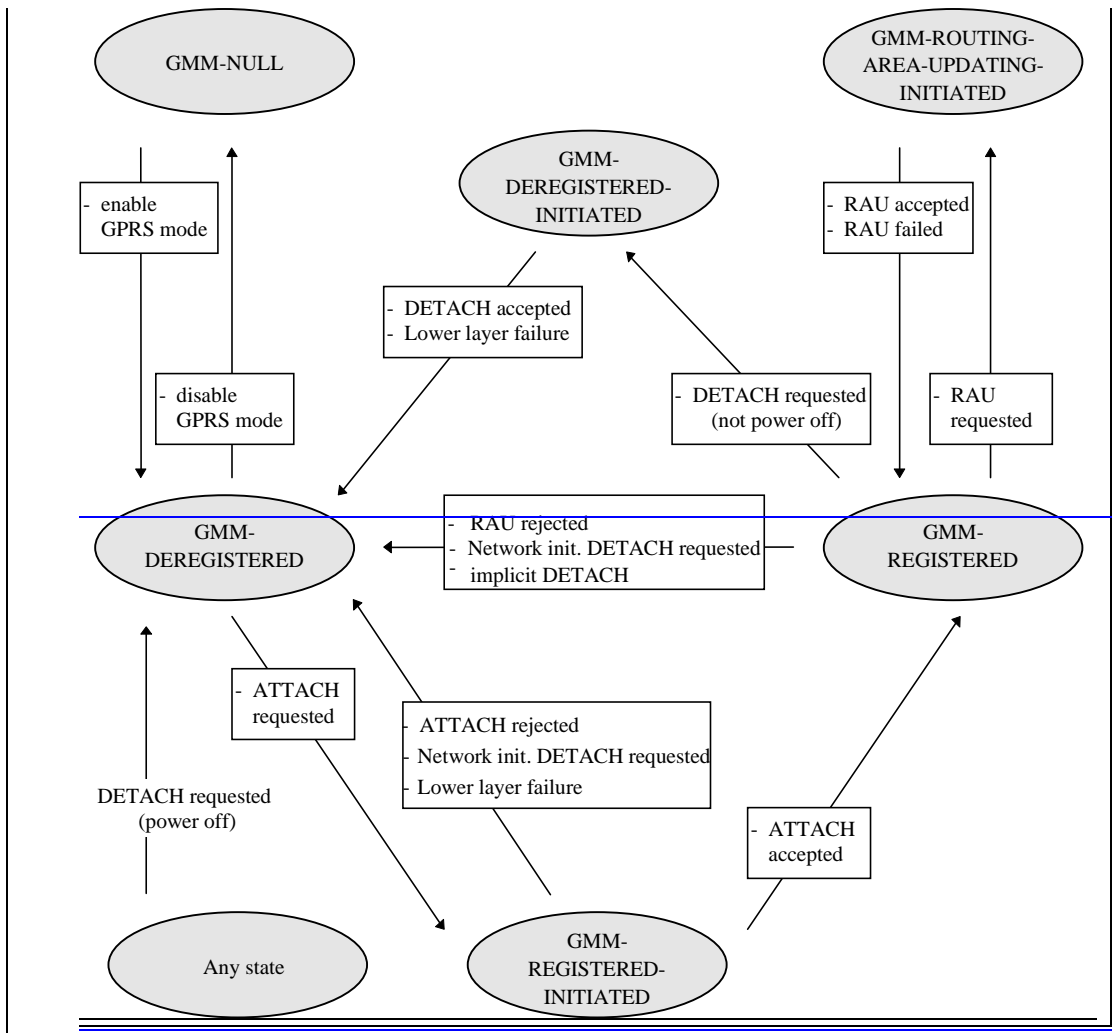 GMM-NULL
GMM-ROUTING-
AREA-UPDATING-
INITIATED
GMM-
DEREGISTERED-
INITIATED
- enable
GPRS mode
- RAU accepted
- RAU failed
- DETACH accepted
- Lower layer failure
- disable
GPRS mode
- DETACH requested
(not power off)
- RAU
requested
GMM-
DEREGISTERED
- RAU rejected
- Network init. DETACH requested
- implicit DETACH
GMM-
REGISTERED
- ATTACH
requested
- ATTACH rejected
- Network init. DETACH requested
- Lower layer failure
DETACH requested
(power off)
- ATTACH
accepted
Any state
GMM-
REGISTERED-
INITIATED